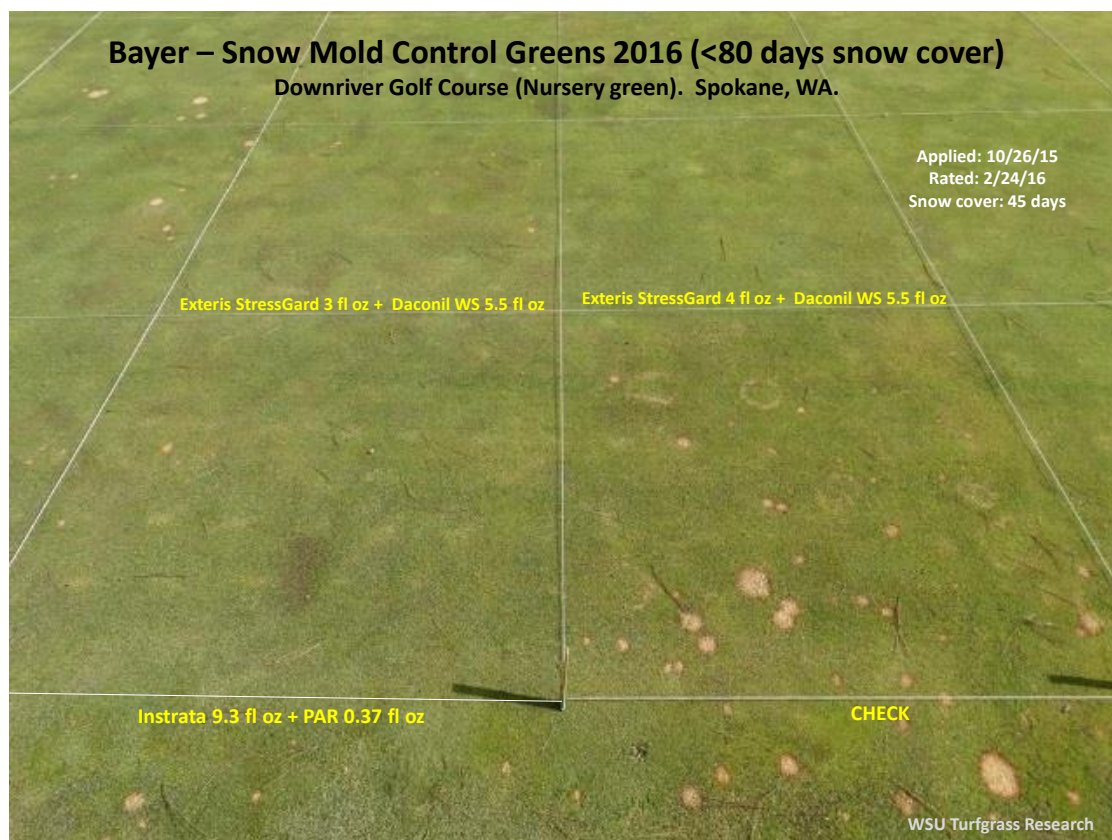 Bayer – Snow Mold Control Greens 2016 (<80 days snow cover)
Downriver Golf Course (Nursery green).  Spokane, WA.
Applied: 10/26/15
Rated: 2/24/16
Snow cover: 45 days
Exteris StressGard 3 fl oz +  Daconil WS 5.5 fl oz
Exteris StressGard 4 fl oz +  Daconil WS 5.5 fl oz
Instrata 9.3 fl oz + PAR 0.37 fl oz
CHECK
WSU Turfgrass Research